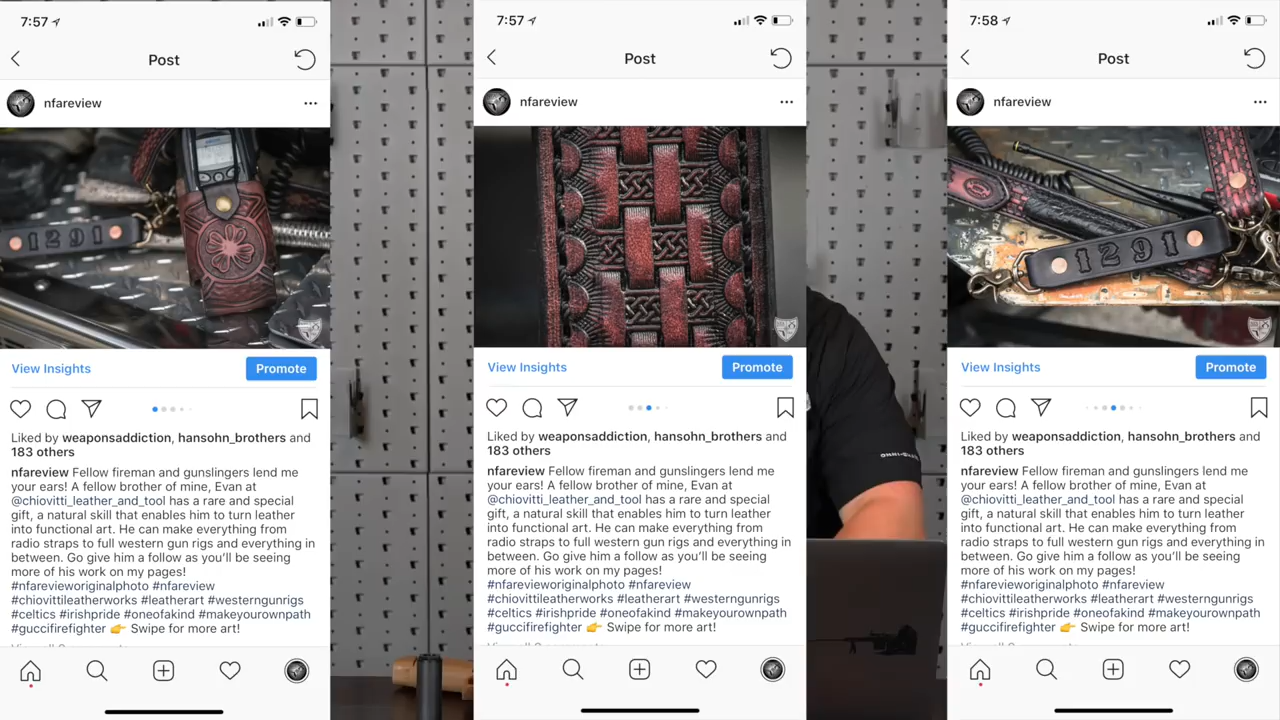 7:57
Post
nfareview
1291
View Insights
Promote
Liked by weaponsaddiction, hansohn_brothers and
183 others
nfareview Fellow fireman and gunslingers lend me
your ears! A fellow brother of mine, Evan at
@chiovitti_leather_and_tool has a rare and special
gift, a natural skill that enables him to turn leather
into functional art. He can make everything from
radio straps to full western gun rigs and everything in
between. Go give him a follow as you'll be seeing
more of his work on my pages!
#nfarevieworiginalphoto #nfareview
#chiovittileatherworks #leatherart #westerngunrigs
#celtics #irishpride #oneofakind #makeyourownpath
#guccifirefighter 👉 Swipe for more art!
7:57
Post
nfareview
View Insights
Promote
Liked by weaponsaddiction, hansohn_brothers and
183 others
nfareview Fellow fireman and gunslingers lend me
your ears! A fellow brother of mine, Evan at
@chiovitti_leather_and_tool has a rare and special
gift, a natural skill that enables him to turn leather
into functional art. He can make everything from
radio straps to full western gun rigs and everything in
between. Go give him a follow as you'll be seeing
more of his work on my pages!
#nfarevieworiginalphoto #nfareview
#chiovittileatherworks #leatherart #westerngunrigs
#celtics #irishpride #oneofakind #makeyourownpath
#guccifirefighter 👉 Swipe for more art!
7:58
Post
nfareview
1291
View Insights
Promote
Liked by weaponsaddiction, hansohn_brothers and
183 others
nfareview Fellow fireman and gunslingers lend me
your ears! A fellow brother of mine, Evan at
@chiovitti_leather_and_tool has a rare and special
gift, a natural skill that enables him to turn leather
into functional art. He can make everything from
radio straps to full western gun rigs and everything in
between. Go give him a follow as you'll be seeing
more of his work on my pages!
#nfarevieworiginalphoto #nfareview
#chiovittileatherworks #leatherart #westerngunrigs
#celtics #irishpride #oneofakind #makeyourownpath
#guccifirefighter 👉 Swipe for more art!